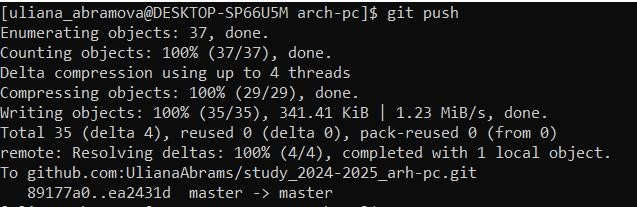 [uliana_abramova@DESKTOP-SP66U5M arch-pc]$ git push
Enumerating objects: 37, done.
Counting objects: 100% (37/37), done.
Delta compression using up to 4 threads
Compressing objects: 100% (29/29), done.
Writing objects: 100% (35/35), 341.41 KiB | 1.23 MiB/s, done.
Total 35 (delta 4), reused 0 (delta 0), pack-reused 0 (from 0)
remote: Resolving deltas: 100% (4/4), completed with 1 local object.
To github.com:UlianaAbrams/study_2024-2025_arh-pc.git
   89177a0..ea2431d  master -> master